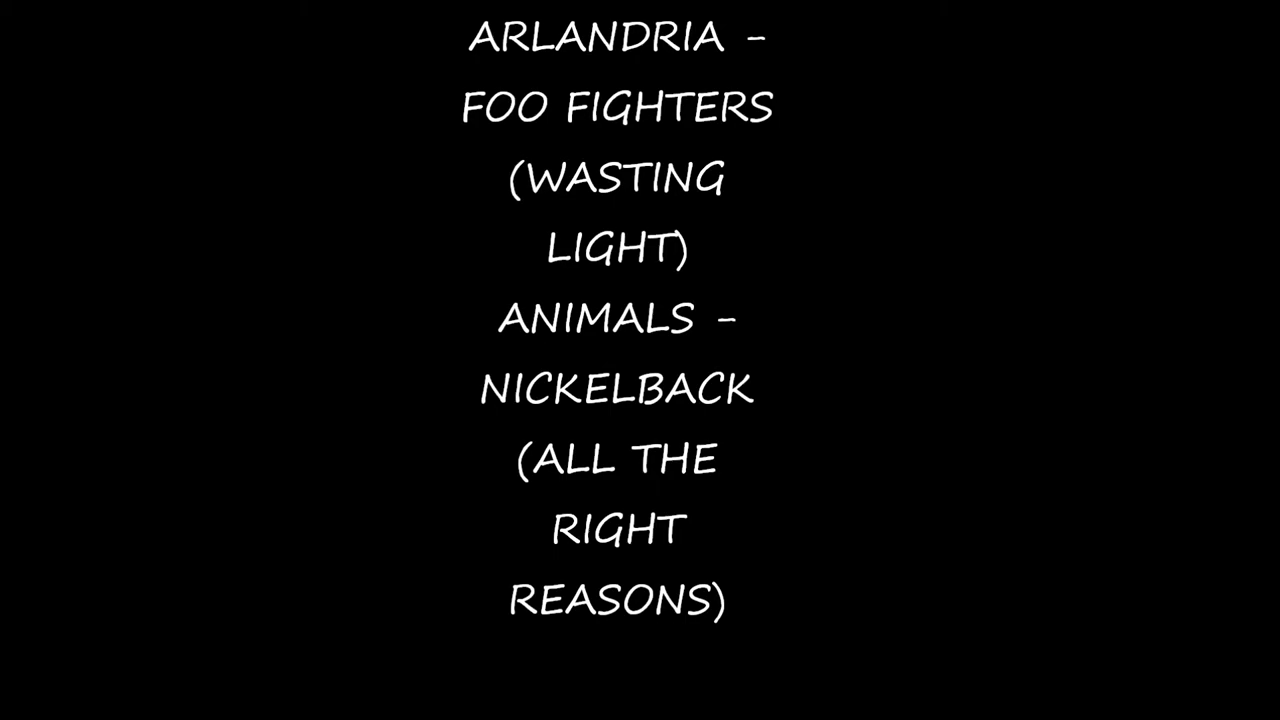 ARLANDRIA -
FOO FIGHTERS
(WASTING
LIGHT)
ANIMALS -
NICKELBACK
(ALL THE
RIGHT
REASONS)